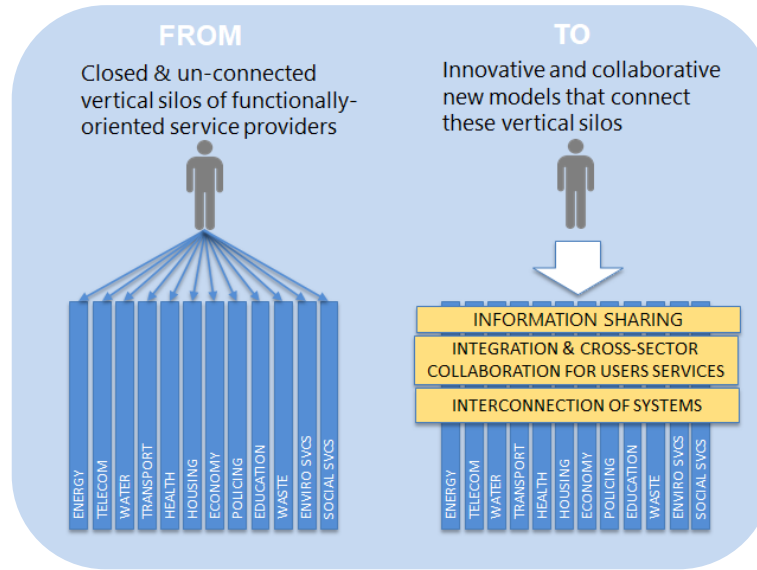 FROM
Closed & un-connected
vertical silos of functionally-
oriented service providers
ENERGY
TELECOM
WATER
TRANSPORT
HEALTH
HOUSING
ECONOMY
POLICING
EDUCATION
WASTE
ENVIRO SVCS
SOCIAL SVCS
TO
Innovative and collaborative
new models that connect
these vertical silos
INFORMATION SHARING
INTEGRATION & CROSS-SECTOR
COLLABORATION FOR USERS SERVICES
INTERCONNECTION OF SYSTEMS
ENERGY
TELECOM
WATER
TRANSPORT
HEALTH
HOUSING
ECONOMY
POLICING
EDUCATION
WASTE
ENVIRO SVCS
SOCIAL SVCS